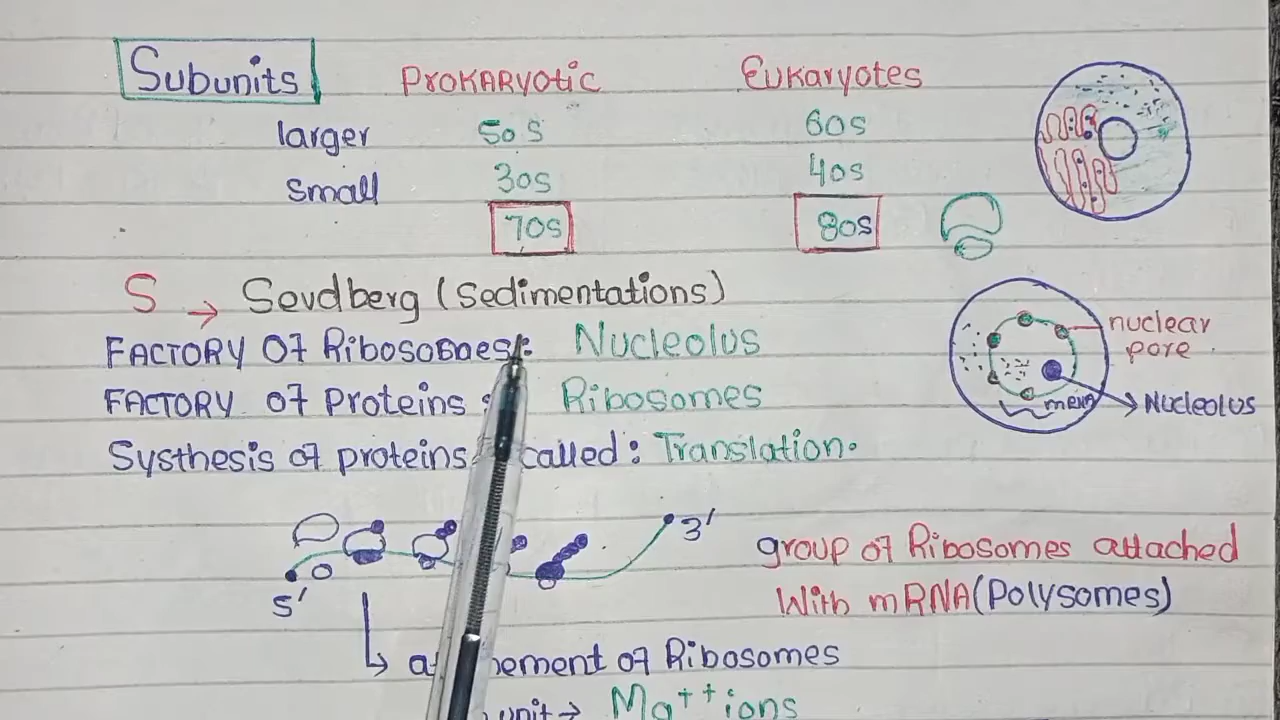 Subunits Prokaryotic Eukaryotes
larger 50S 60S
small 30S 40S
70S 80S
S → Sevdberg (Sedimentations)
Factory of Ribosomes: Nucleolus
nuclear pore
Factory of Proteins : Ribosomes
mRNA → Nucleolus
Systhesis of proteins called: Translation.
5' 3'
group of Ribosomes attached
With mRNA (Polysomes)
of Ribosomes
unit → Mg++ ions